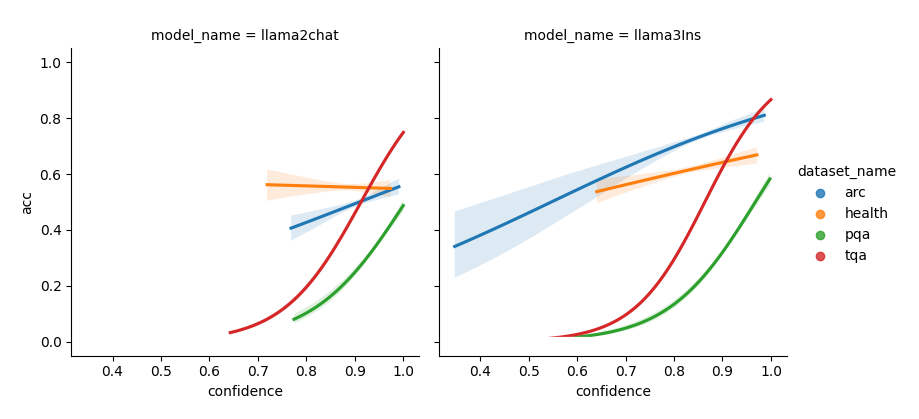 model_name = llama2chat
model_name = llama3Ins
acc
1.0
0.8
0.6
0.4
0.2
0.0
0.4 0.5 0.6 0.7 0.8 0.9 1.0
confidence
0.4 0.5 0.6 0.7 0.8 0.9 1.0
confidence
dataset_name
arc
health
pqa
tqa